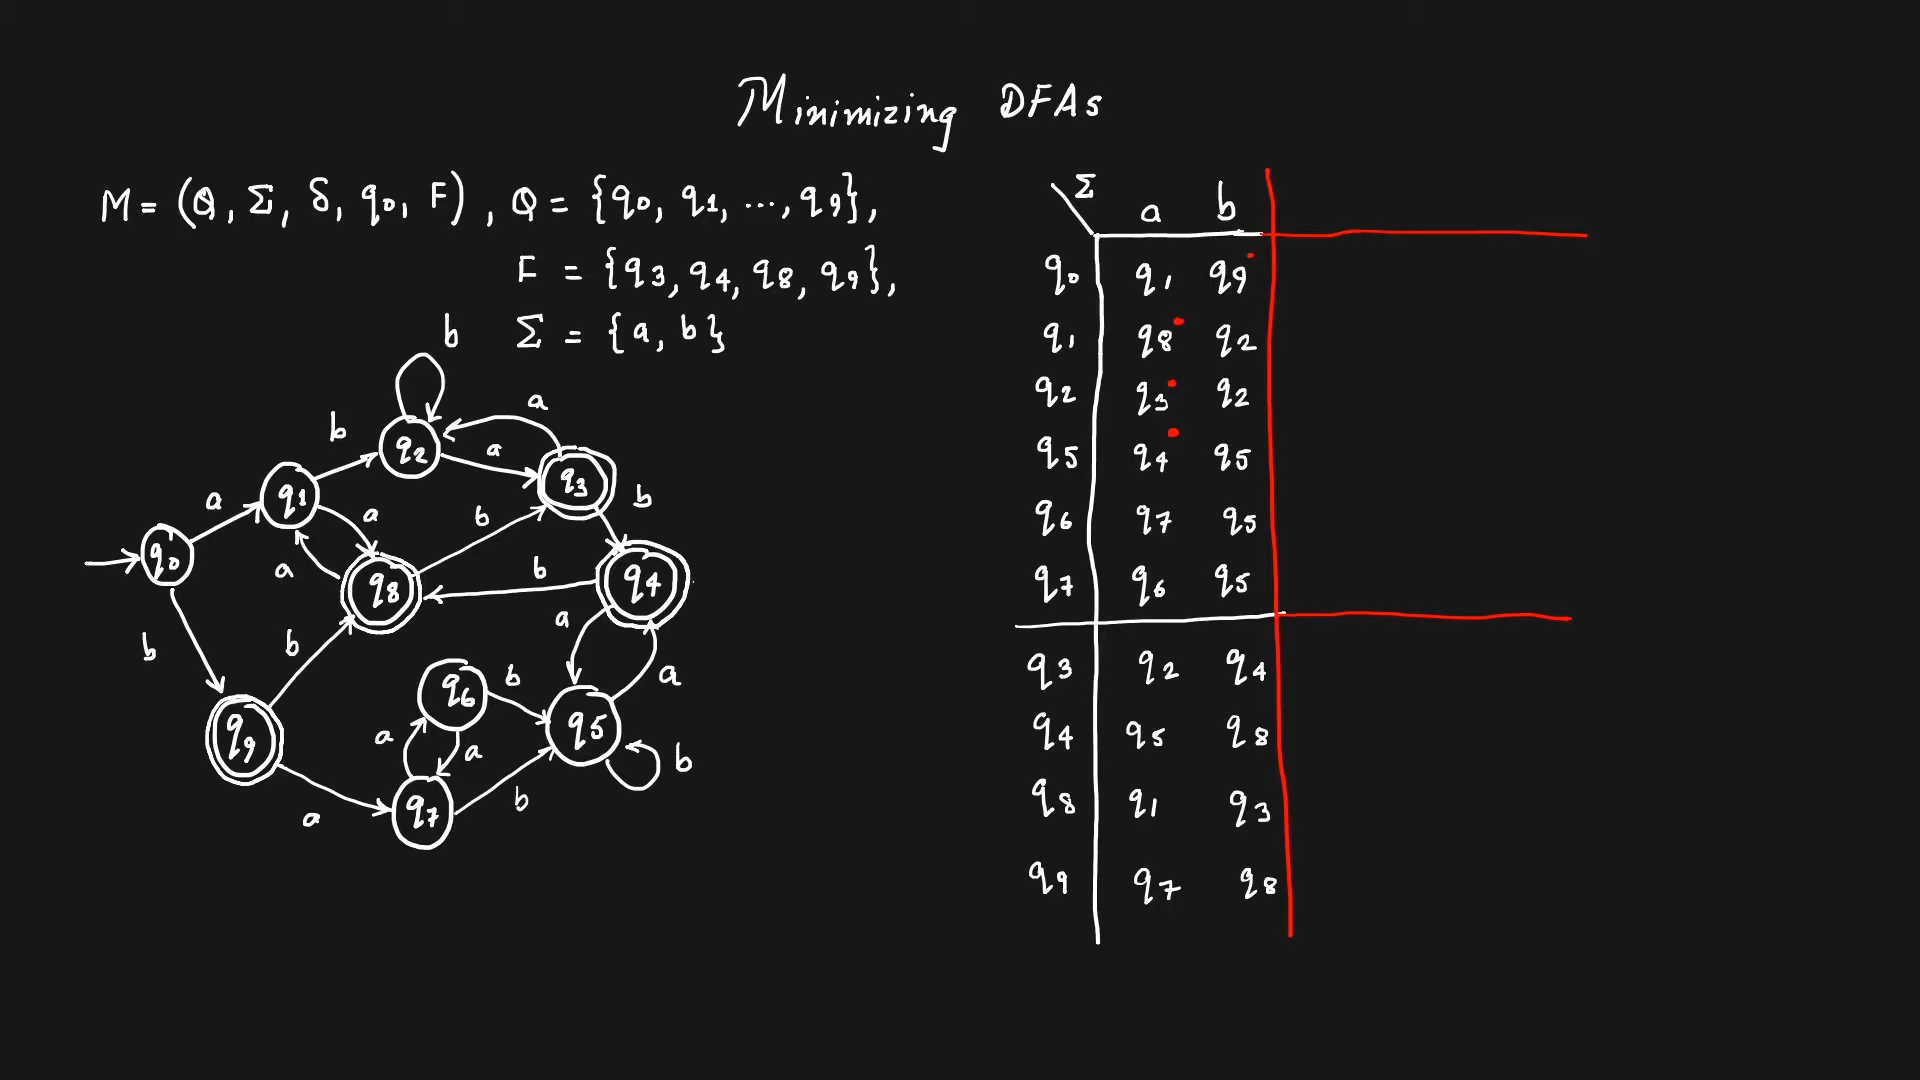 Minimizing DFAs
M = (Q, Σ, δ, q0, F), Q = {q0, q1, ..., q9},
F = {q3, q4, q8, q9},
Σ = {a, b}
b
a
b
q2
a
q3
b
a
q1
a
b
q0
a
q8
b
q4
b
b
a
q6
b
a
q9
a
a
q5
b
q7
b
a
Σ a b
q0 q1 q9
q1 q8 q2
q2 q3 q2
q5 q4 q5
q6 q7 q5
q7 q6 q5
q3 q2 q4
q4 q5 q8
q8 q1 q3
q9 q7 q8